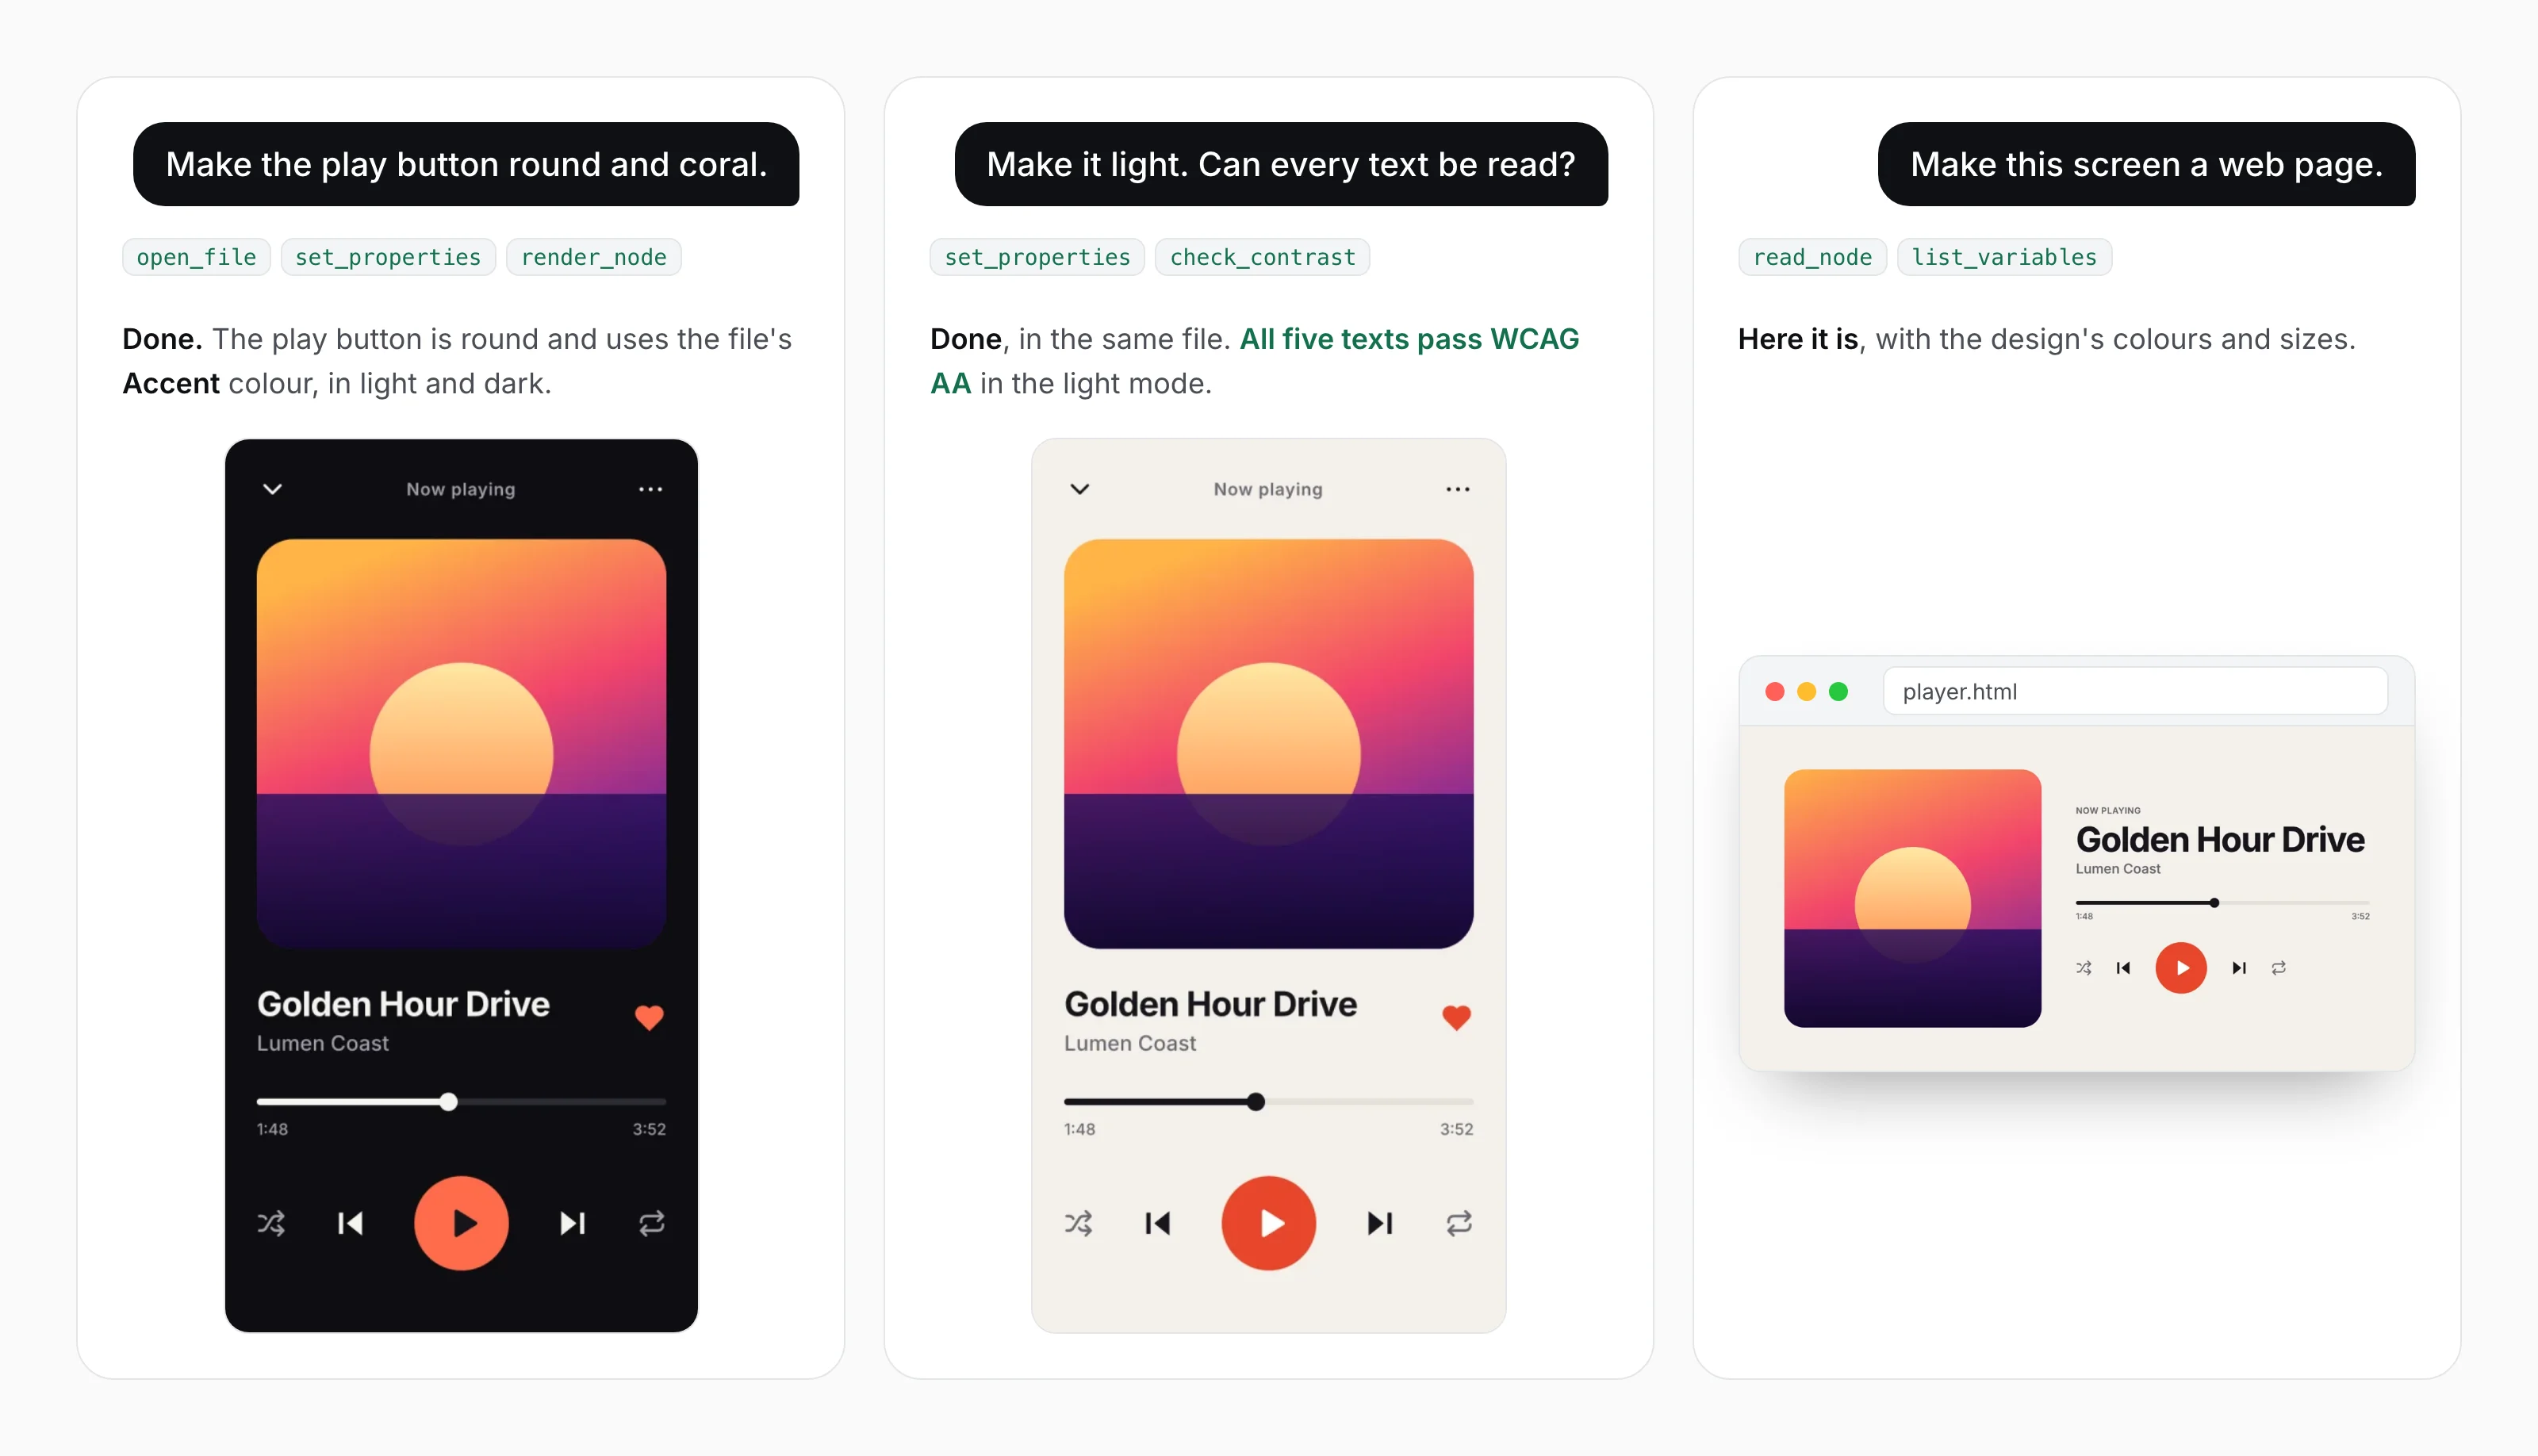 Make the play button round and coral.
open_file set_properties render_node
Done. The play button is round and uses the file's
Accent colour, in light and dark.
Now playing
Golden Hour Drive
Lumen Coast
1:48 3:52
Make it light. Can every text be read?
set_properties check_contrast
Done, in the same file. All five texts pass WCAG
AA in the light mode.
Now playing
Golden Hour Drive
Lumen Coast
1:48 3:52
Make this screen a web page.
read_node list_variables
Here it is, with the design's colours and sizes.
player.html
NOW PLAYING
Golden Hour Drive
Lumen Coast
1:48 3:52